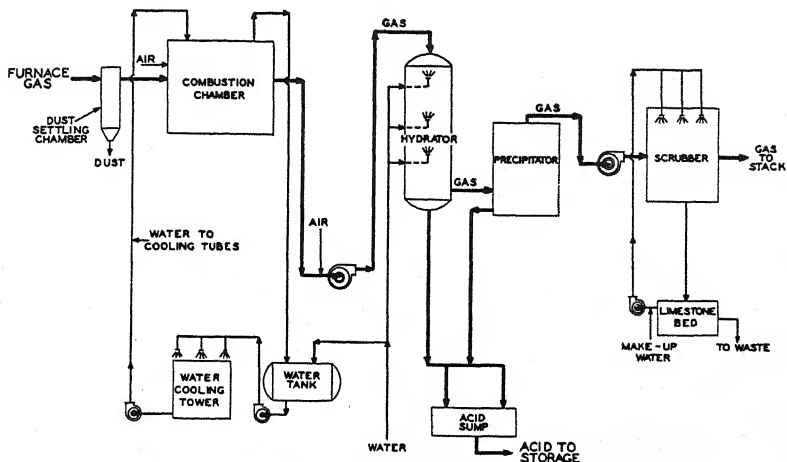 GAS
AIR
FURNACE
GAS
COMBUSTION
CHAMBER
DUST
SETTLING
CHAMBER
DUST
HYDRATOR
GAS
PRECIPITATOR
GAS
SCRUBBER
GAS
TO
STACK
WATER TO
COOLING TUBES
AIR
LIMESTONE
BED
MAKE-UP
WATER
TO WASTE
WATER
COOLING
TOWER
WATER
TANK
ACID
SUMP
WATER
ACID TO
STORAGE